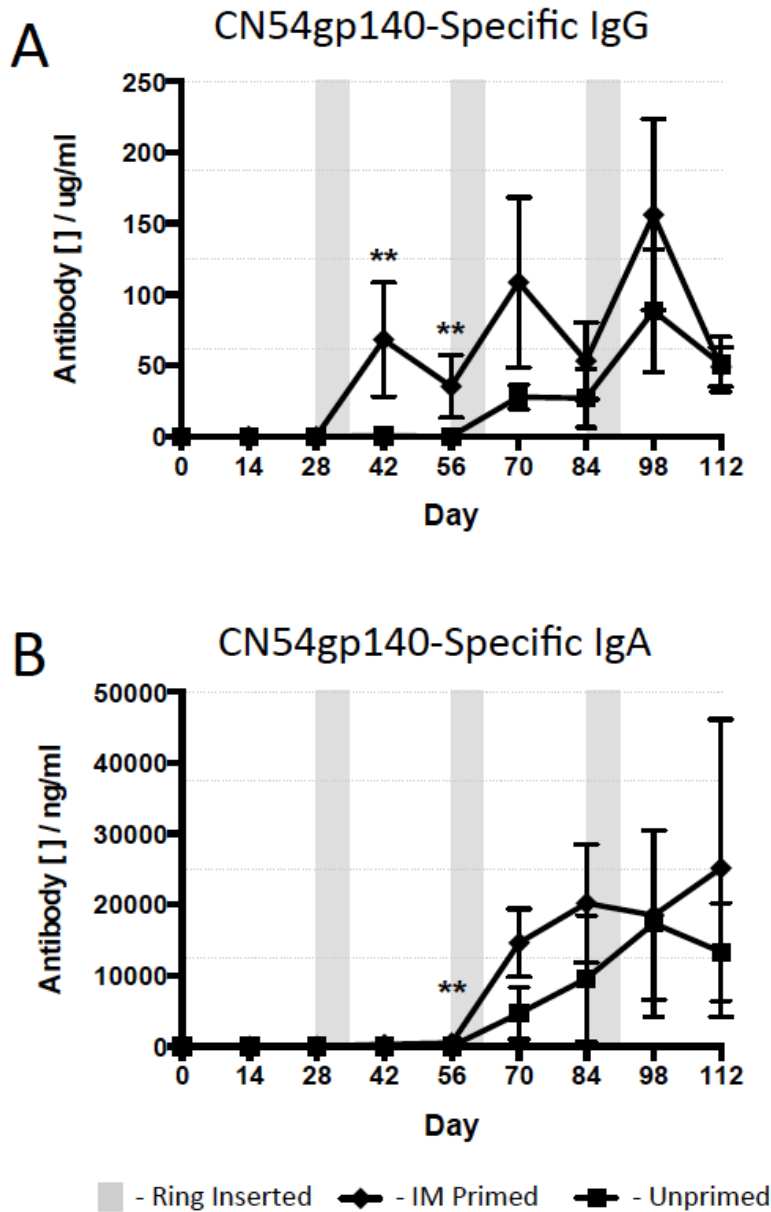 A
CN54gp140-Specific IgG
Antibody [ ] / ug/ml
250
200
150
100
50
0
**
**
0 14 28 42 56 70 84 98 112
Day
B
CN54gp140-Specific IgA
Antibody [ ] / ng/ml
50000
40000
30000
20000
10000
0
**
0 14 28 42 56 70 84 98 112
Day
- Ring Inserted - IM Primed - Unprimed